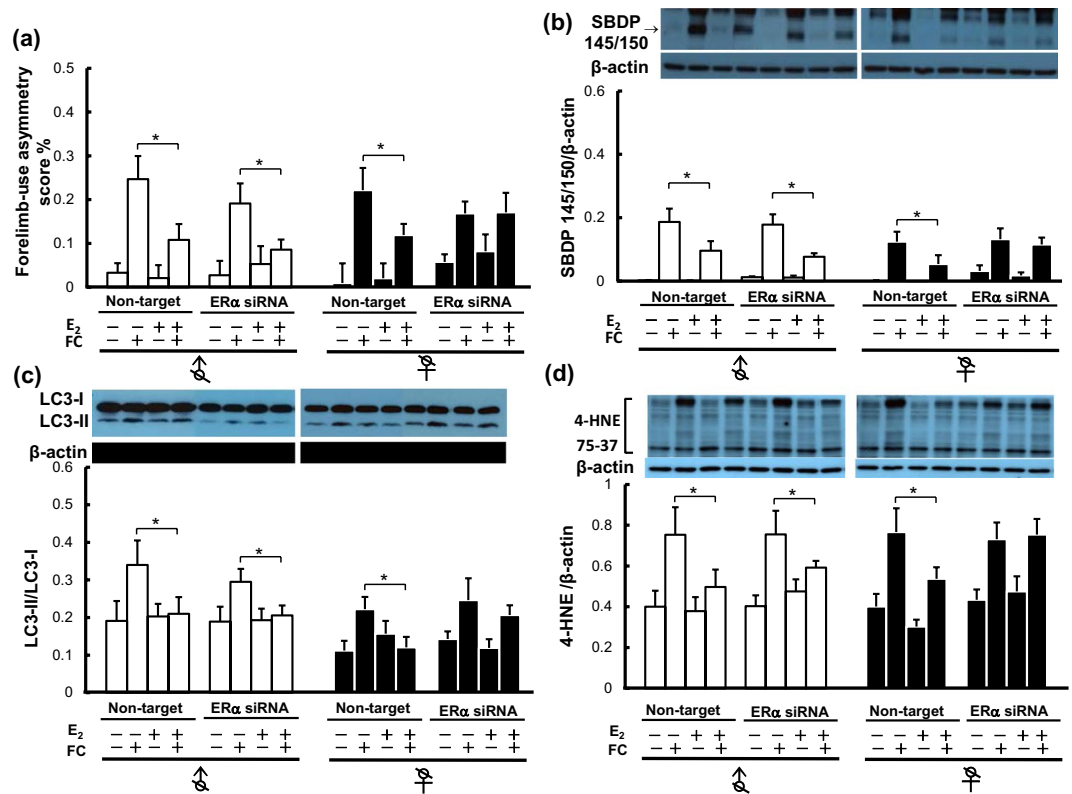 (a)
Forelimb-use asymmetry
score %
0.5
0.4
0.3
0.2
0.1
0
*
*
*
Non-target
ERα siRNA
Non-target
ERα siRNA
E2 − − + + − − + + − − + + − − + +
FC − + − + − + − + − + − + − + − +
♂
♀
(b)
SBDP
145/150 →
β-actin
SBDP 145/150/β-actin
0.6
0.4
0.2
0
*
*
*
Non-target
ERα siRNA
Non-target
ERα siRNA
E2 − − + + − − + + − − + + − − + +
FC − + − + − + − + − + − + − + − +
♂
♀
(c)
LC3-I
LC3-II
β-actin
LC3-II/LC3-I
0.6
0.5
0.4
0.3
0.2
0.1
0
*
*
*
Non-target
ERα siRNA
Non-target
ERα siRNA
E2 − − + + − − + + − − + + − − + +
FC − + − + − + − + − + − + − + − +
♂
♀
(d)
4-HNE
75-37
β-actin
4-HNE /β-actin
1
0.8
0.6
0.4
0.2
0
*
*
*
Non-target
ERα siRNA
Non-target
ERα siRNA
E2 − − + + − − + + − − + + − − + +
FC − + − + − + − + − + − + − + − +
♂
♀